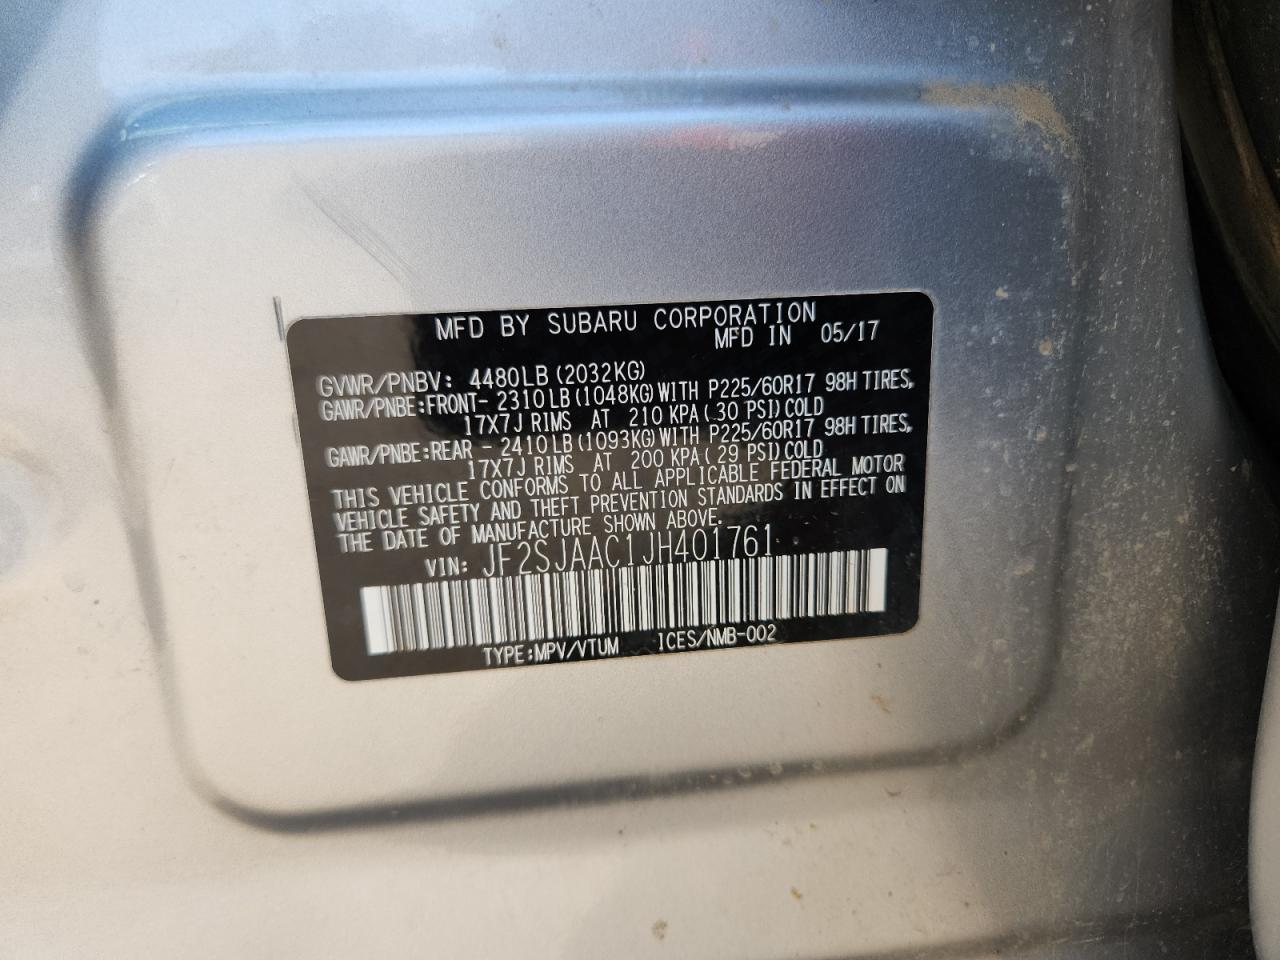 MFD BY SUBARU CORPORATION
MFD IN 05/17
GVWR/PNBV: 4480LB (2032KG)
GAWR/PNBE:FRONT- 2310LB (1048KG) WITH P225/60R17 98H TIRES,
17X7J RIMS AT 210 KPA ( 30 PSI) COLD
GAWR/PNBE:REAR - 2410LB (1093KG) WITH P225/60R17 98H TIRES,
17X7J RIMS AT 200 KPA ( 29 PSI) COLD
THIS VEHICLE CONFORMS TO ALL APPLICABLE FEDERAL MOTOR
VEHICLE SAFETY AND THEFT PREVENTION STANDARDS IN EFFECT ON
THE DATE OF MANUFACTURE SHOWN ABOVE.
VIN: JF2SJAAC1JH401761
TYPE:MPV/VTUM ICES/NMB-002